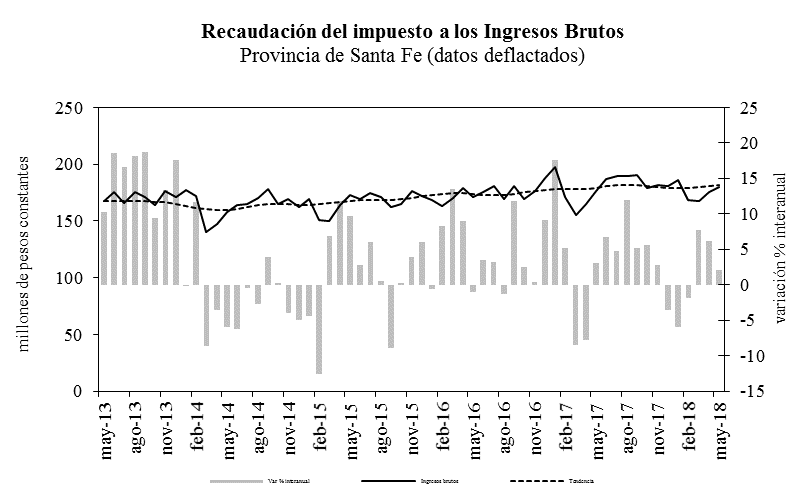 Recaudación del impuesto a los Ingresos Brutos
Provincia de Santa Fe (datos deflactados)
millones de pesos constantes
250
200
150
100
50
0
25
20
15
10
5
0
-5
-10
-15
variación % interanual
may-13
ago-13
nov-13
feb-14
may-14
ago-14
nov-14
feb-15
may-15
ago-15
nov-15
feb-16
may-16
ago-16
nov-16
feb-17
may-17
ago-17
nov-17
feb-18
may-18
Var % interanual
Ingresos brutos
Tendencia